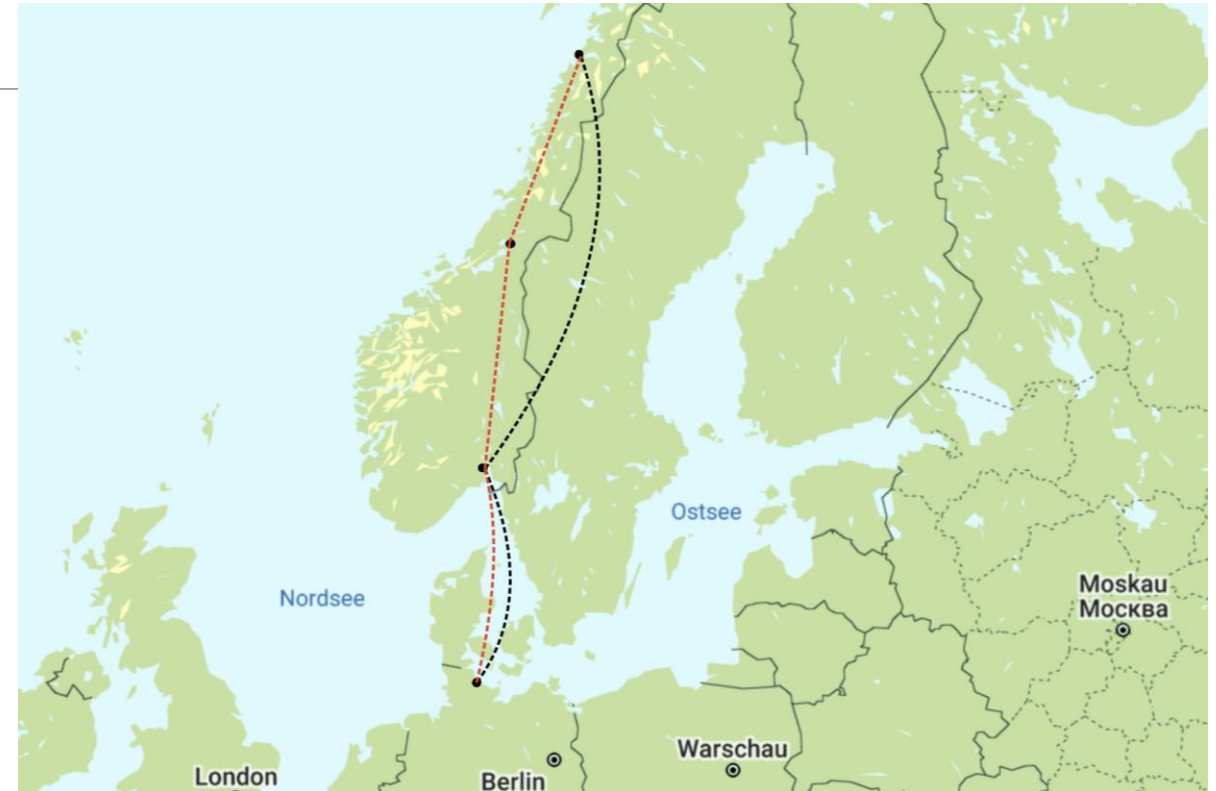 Ostsee
Nordsee
Moskau
Москва
Warschau
London
Berlin